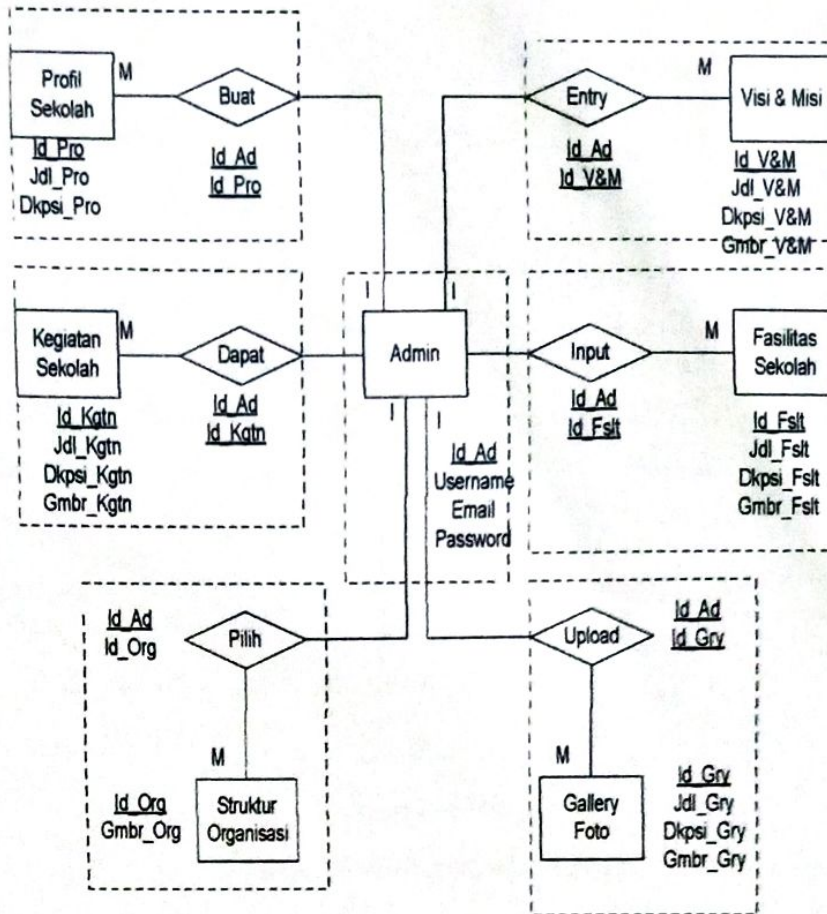 Profil
Sekolah
M
Buat
Id_Pro
Jdl_Pro
Dkpsi_Pro
Id_Ad
Id_Pro
Entry
M
Visi & Misi
Id_Ad
Id_V&M
Id_V&M
Jdl_V&M
Dkpsi_V&M
Gmbr_V&M
Kegiatan
Sekolah
M
Dapat
Id_Kgtn
Jdl_Kgtn
Dkpsi_Kgtn
Gmbr_Kgtn
Id_Ad
Id_Kgtn
I
I
Admin
I
I
Id_Ad
Username
Email
Password
Input
M
Fasilitas
Sekolah
Id_Ad
Id_Fslt
Id_Fslt
Jdl_Fslt
Dkpsi_Fslt
Gmbr_Fslt
Id_Ad
Id_Org
Pilih
M
Id_Org
Gmbr_Org
Struktur
Organisasi
Upload
Id_Ad
Id_Gry
M
Gallery
Foto
Id_Gry
Jdl_Gry
Dkpsi_Gry
Gmbr_Gry